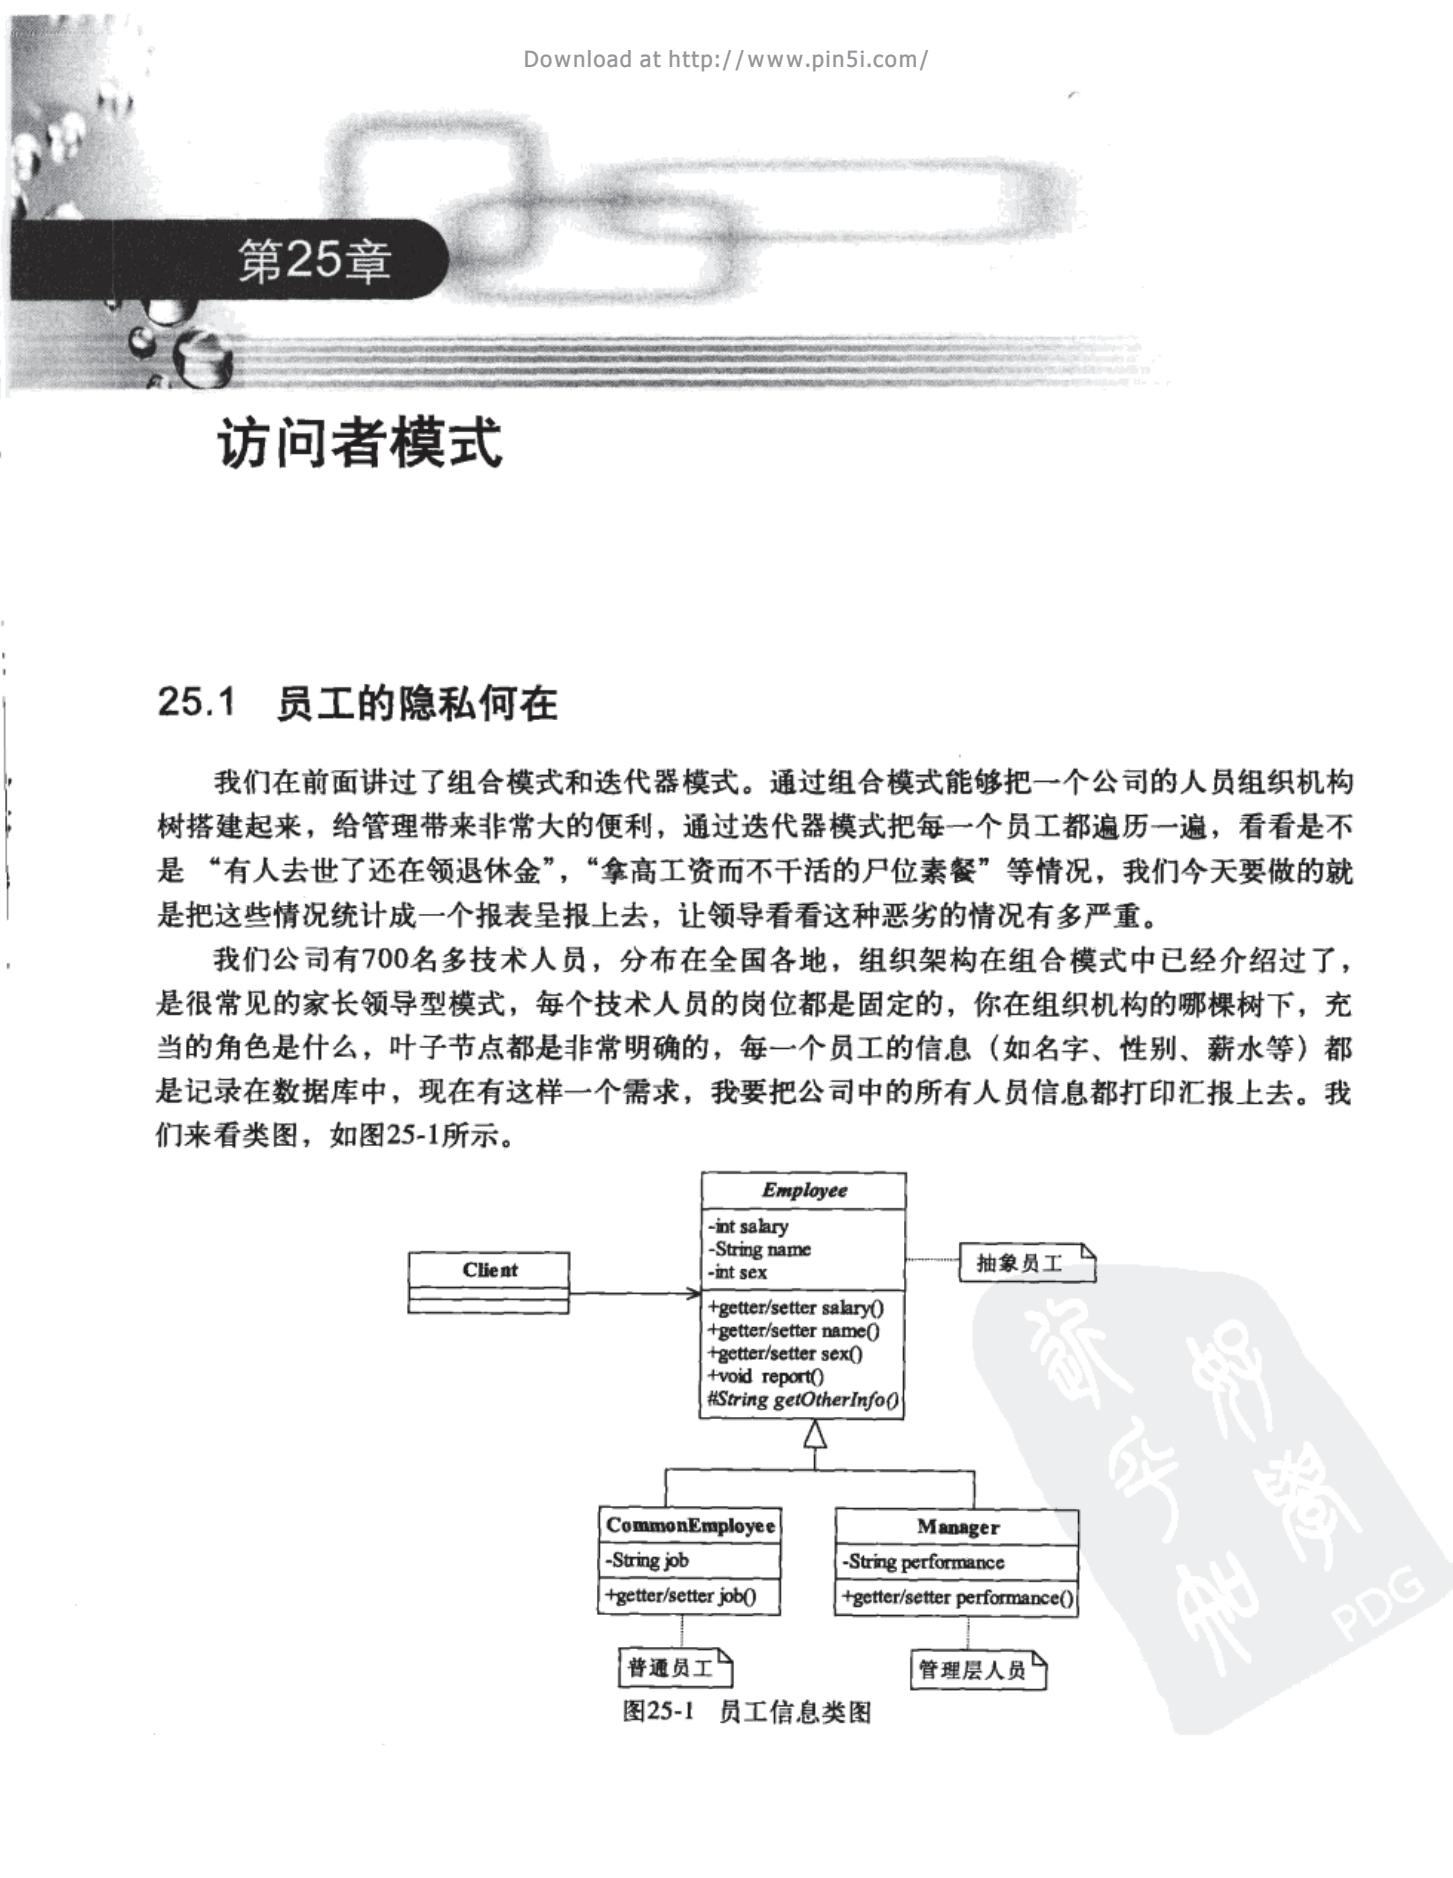 Download at http://www.pin5i.com/
第25章
访问者模式
25.1 员工的隐私何在
我们在前面讲过了组合模式和迭代器模式。通过组合模式能够把一个公司的人员组织机构
树搭建起来，给管理带来非常大的便利，通过迭代器模式把每一个员工都遍历一遍，看看是不
是“有人去世了还在领退休金”，“拿高工资而不干活的尸位素餐”等情况，我们今天要做的就
是把这些情况统计成一个报表呈报上去，让领导看看这种恶劣的情况有多严重。
我们公司有700名多技术人员，分布在全国各地，组织架构在组合模式中已经介绍过了，
是很常见的家长领导型模式，每个技术人员的岗位都是固定的，你在组织机构的哪棵树下，充
当的角色是什么，叶子节点都是非常明确的，每一个员工的信息（如名字、性别、薪水等）都
是记录在数据库中，现在有这样一个需求，我要把公司中的所有人员信息都打印汇报上去。我
们来看类图，如图25-1所示。
Employee
-int salary
-String name
-int sex
+getter/setter salary()
+getter/setter name()
+getter/setter sex()
+void report()
#String getOtherInfo()
Client
抽象员工
CommonEmployee
-String job
+getter/setter job()
Manager
-String performance
+getter/setter performance()
普通员工
管理层人员
图25-1 员工信息类图
PDG